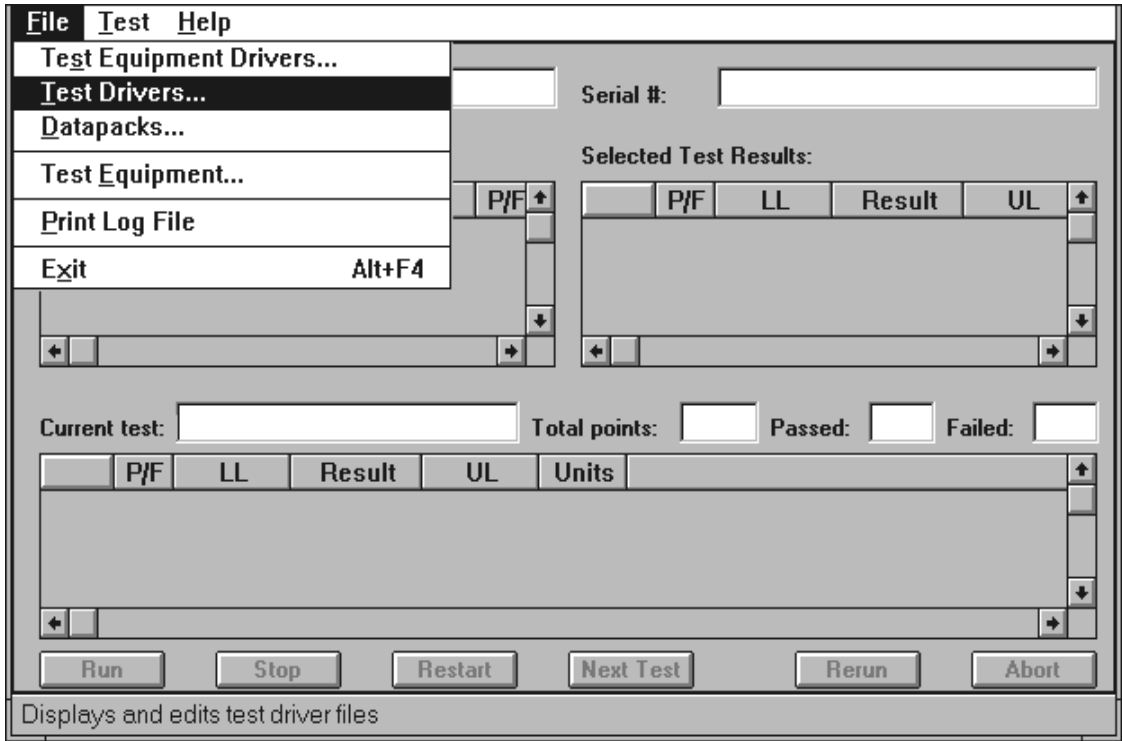 File Test Help
Test Equipment Drivers...
Test Drivers...
Datapacks...
Test Equipment...
Print Log File
Exit Alt+F4
Serial #:
Selected Test Results:
P/F
P/F LL Result UL
Current test: Total points: Passed: Failed:
P/F LL Result UL Units
Run Stop Restart Next Test Rerun Abort
Displays and edits test driver files